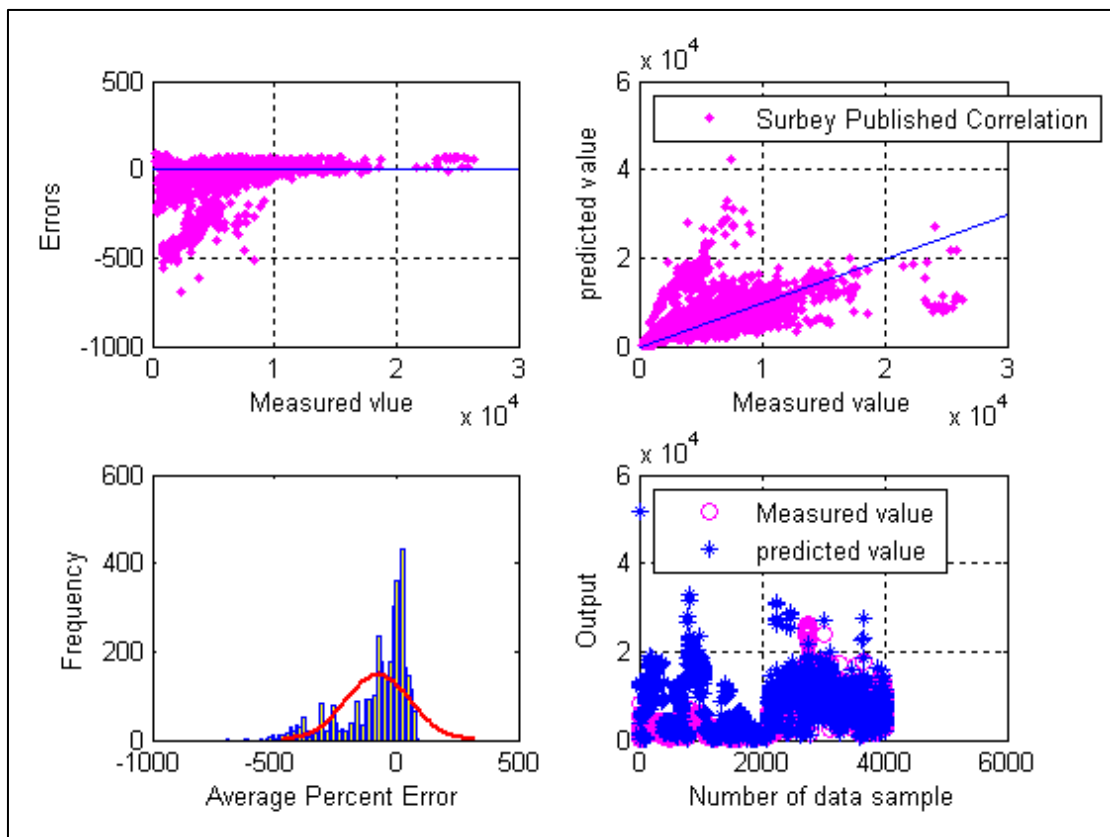 500
0
-500
-1000
Errors
0
1
2
3
Measured vlue
x 10^4
x 10^4
6
4
2
0
predicted value
Surbey Published Correlation
0
1
2
3
Measured value
x 10^4
600
400
200
0
Frequency
-1000
-500
0
500
Average Percent Error
x 10^4
6
4
2
0
Output
Measured value
predicted value
0
2000
4000
6000
Number of data sample